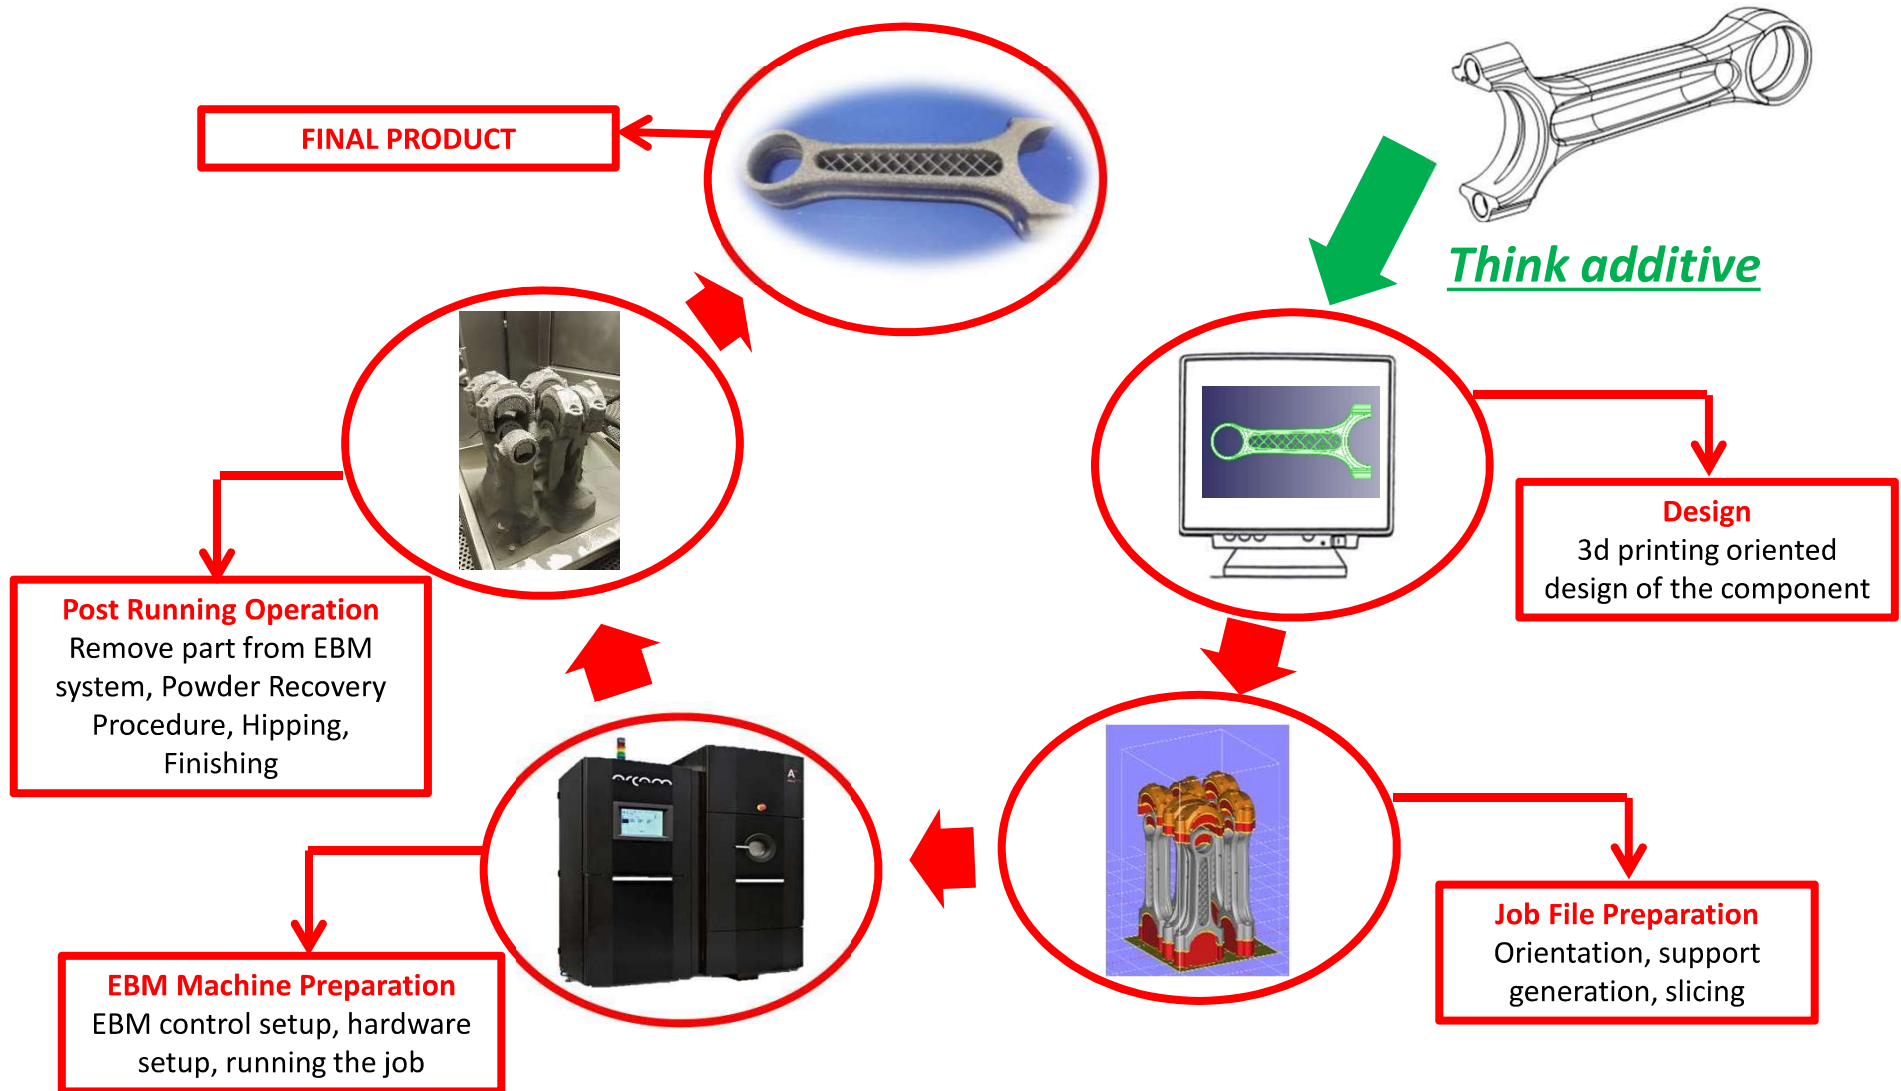 FINAL PRODUCT
Think additive
Design
3d printing oriented
design of the component
Post Running Operation
Remove part from EBM
system, Powder Recovery
Procedure, Hipping,
Finishing
arcam
A
Job File Preparation
Orientation, support
generation, slicing
EBM Machine Preparation
EBM control setup, hardware
setup, running the job